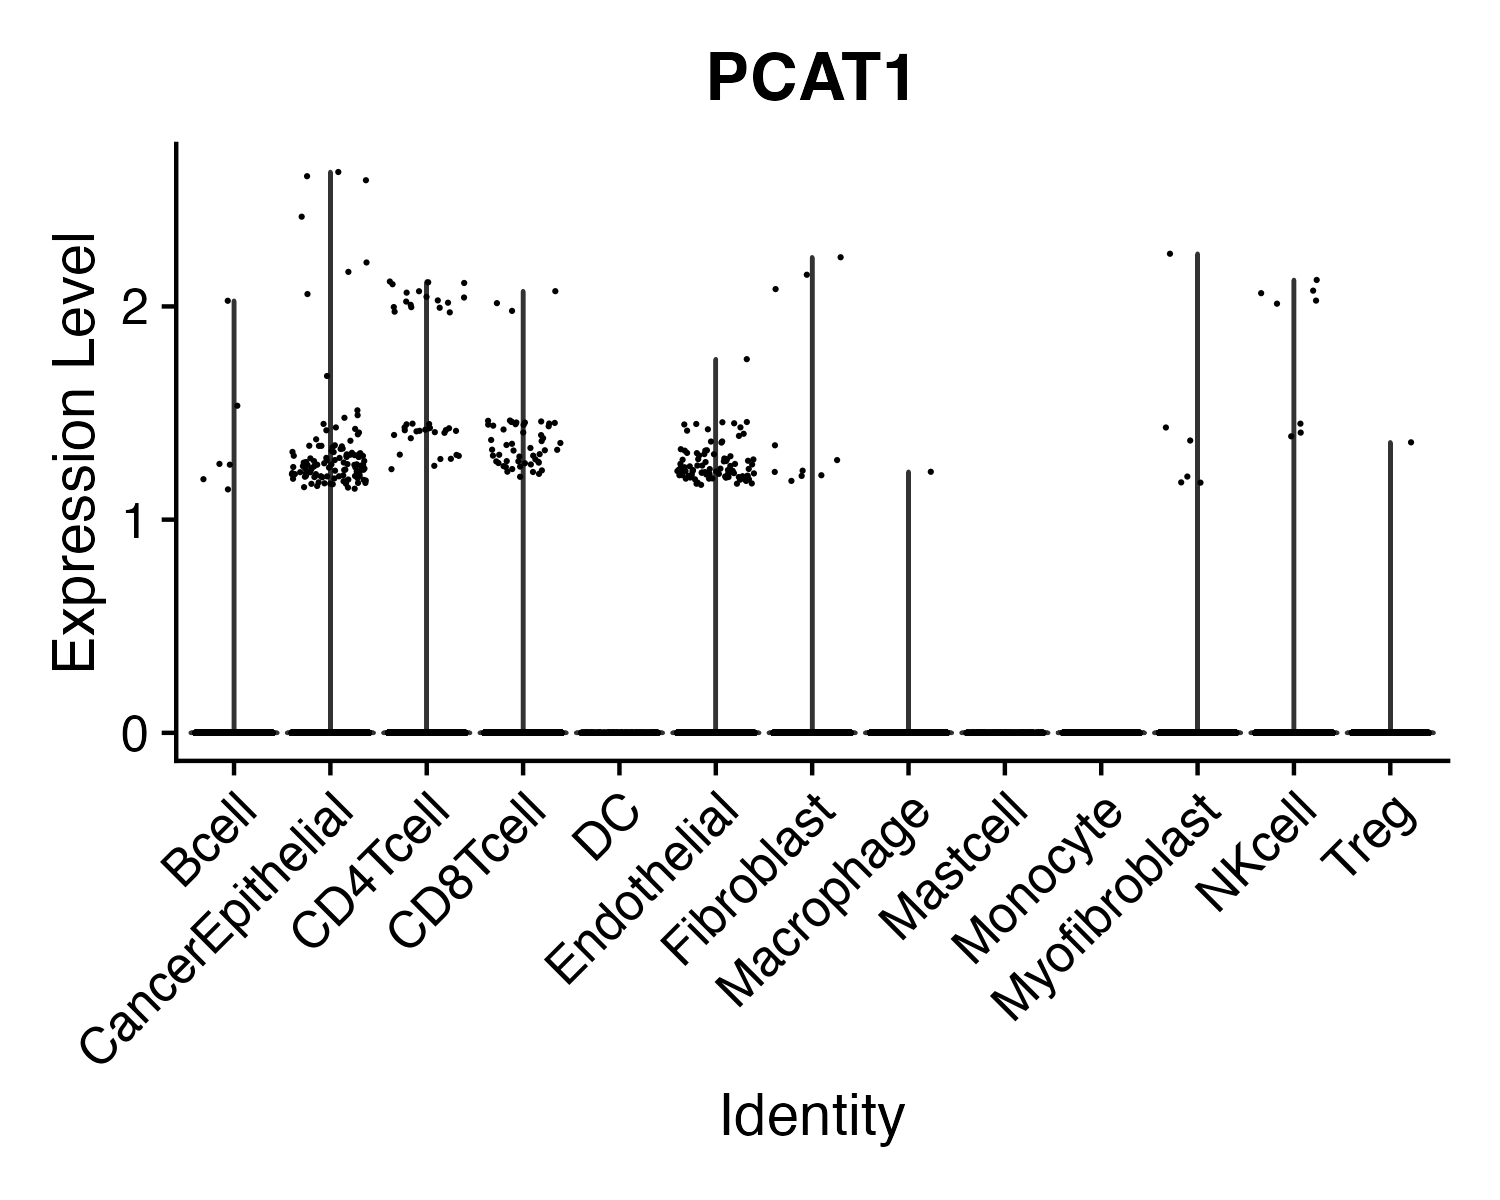 PCAT1
Expression Level
2
1
0
Bcell
CancerEpithelial
CD4Tcell
CD8Tcell
DC
Endothelial
Fibroblast
Macrophage
Mastcell
Monocyte
Myofibroblast
NKcell
Treg
Identity